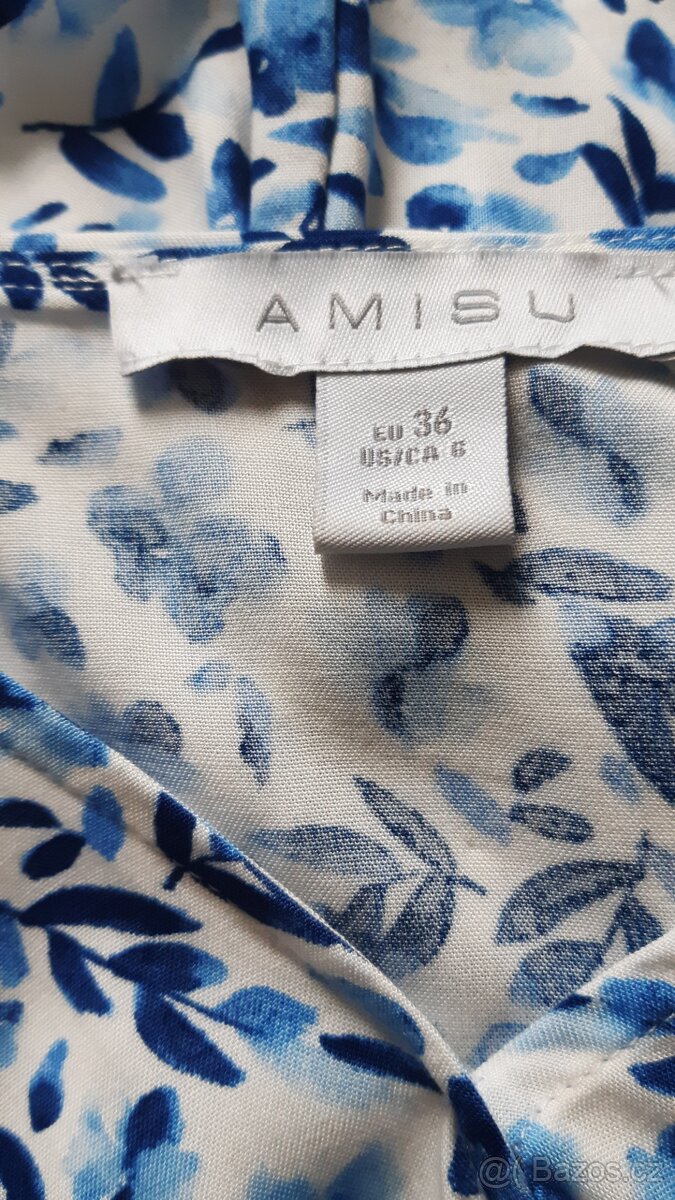 AMISU
EU 36
US/CA 6
Made in
China
@ Bazos.cz